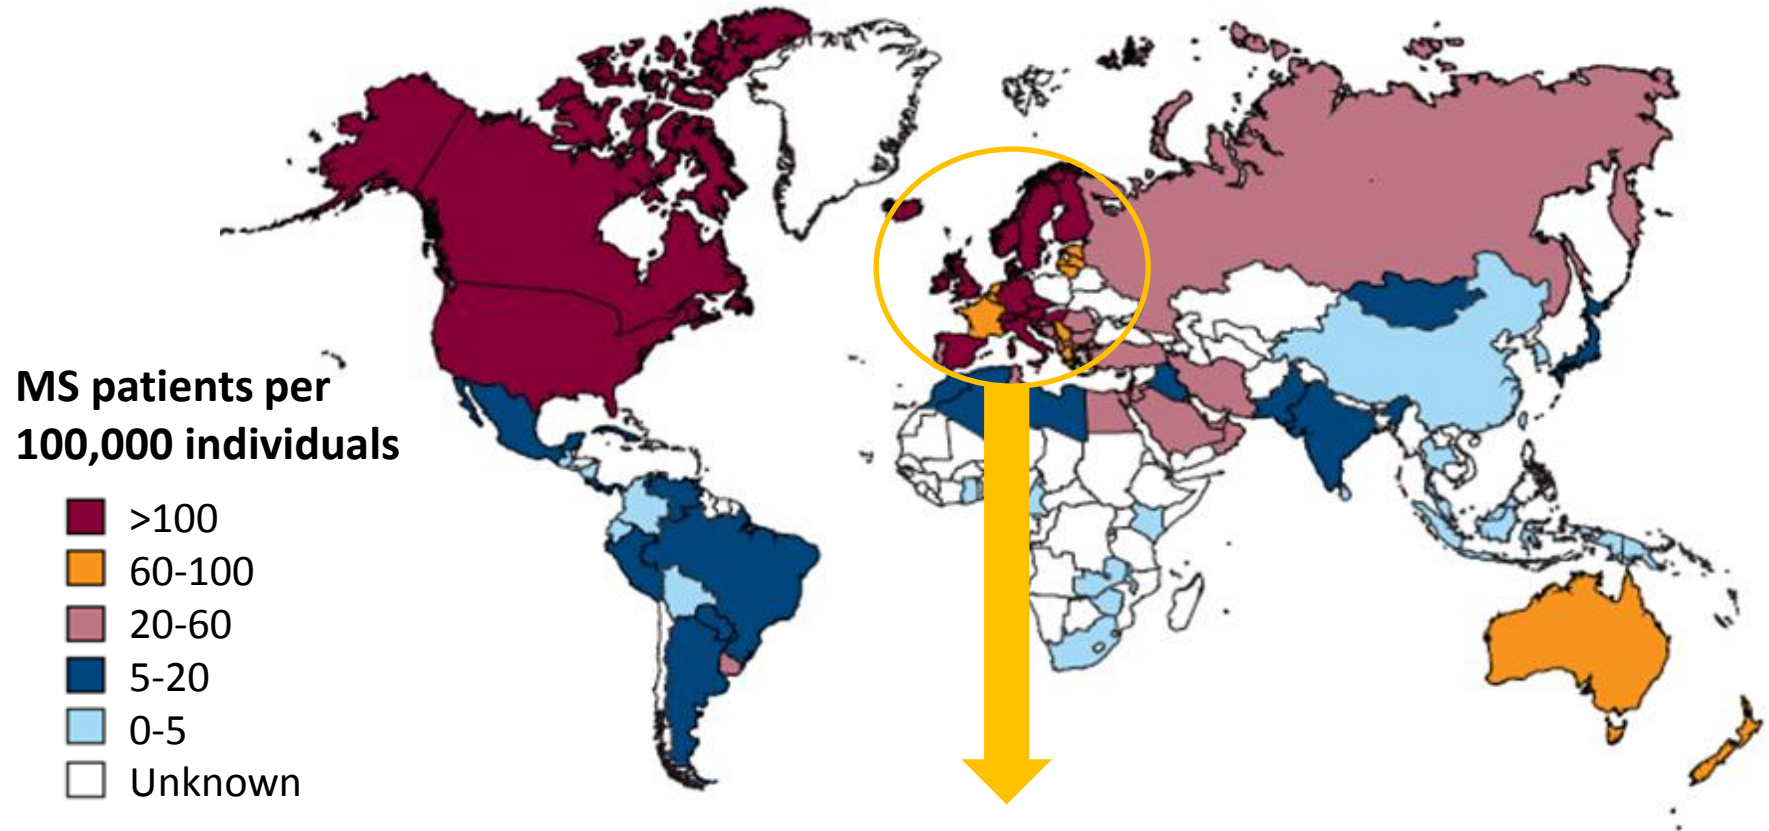 MS patients per
100,000 individuals
>100
60-100
20-60
5-20
0-5
Unknown